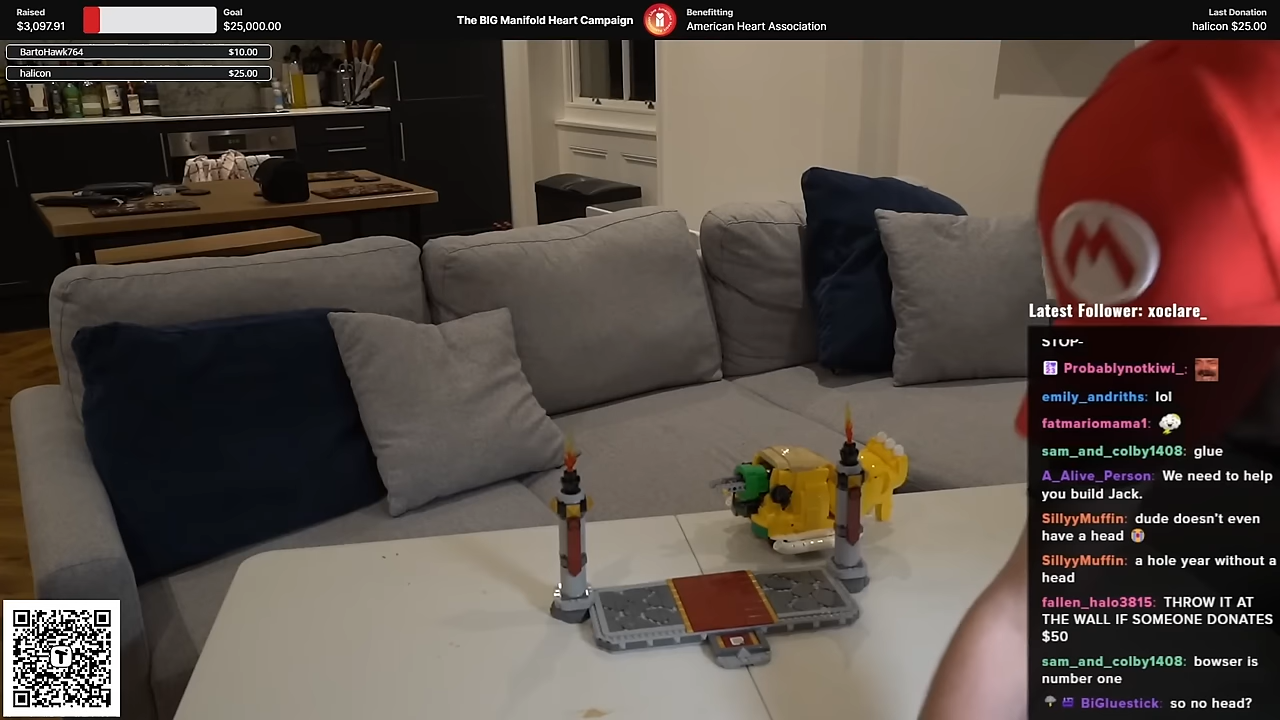 Raised
$3,097.91
Goal
$25,000.00
The BIG Manifold Heart Campaign
Benefitting
American Heart Association
Last Donation
halicon $25.00
BartoHawk764 $10.00
halicon $25.00
M
Latest Follower: xoclare_
STOP-
Probablynotkiwi_:
emily_andriths: lol
fatmariomama1:
sam_and_colby1408: glue
A_Alive_Person: We need to help
you build Jack.
SillyyMuffin: dude doesn't even
have a head
SillyyMuffin: a hole year without a
head
fallen_halo3815: THROW IT AT
THE WALL IF SOMEONE DONATES
$50
sam_and_colby1408: bowser is
number one
BiGluestick: so no head?